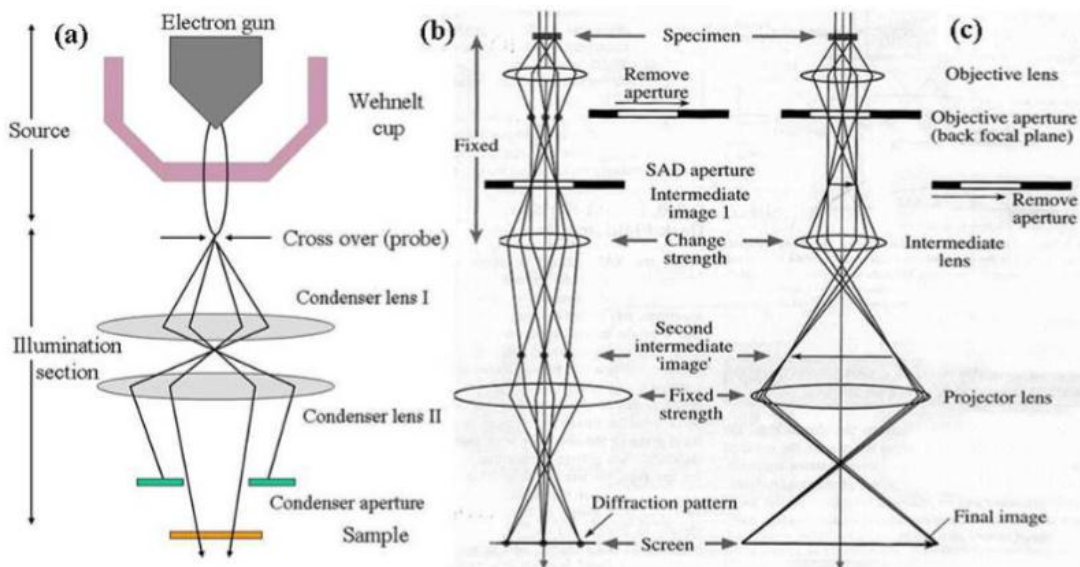 (a)
Electron gun
Wehnelt
cup
Source
Cross over (probe)
Condenser lens I
Illumination
section
Condenser lens II
Condenser aperture
Sample
(b)
Specimen
(c)
Remove
aperture
Objective lens
Objective aperture
(back focal plane)
Fixed
SAD aperture
Intermediate
image 1
Remove
aperture
Change
strength
Intermediate
lens
Second
intermediate
'image'
Fixed
strength
Projector lens
Diffraction pattern
Final image
Screen